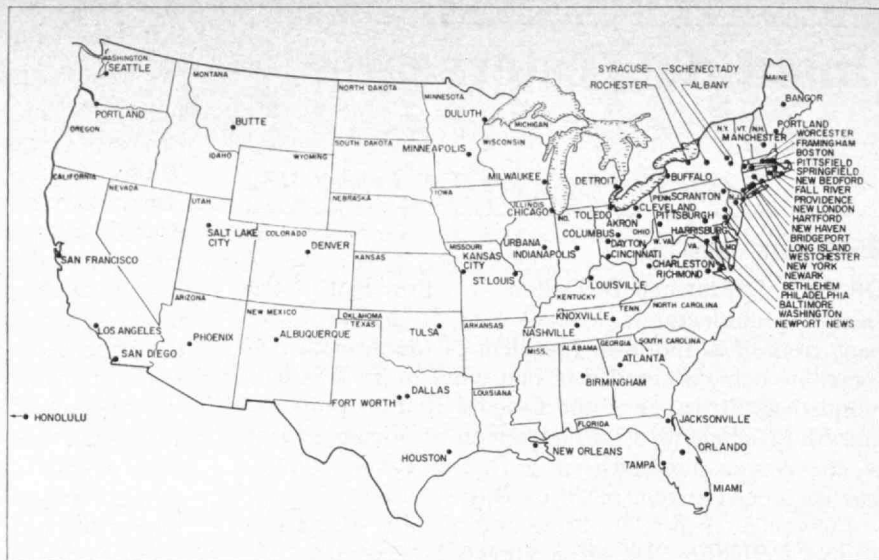 WASHINGTON
SEATTLE
PORTLAND
OREGON
MONTANA
BUTTE
IDAHO
WYOMING
NORTH DAKOTA
SOUTH DAKOTA
MINNESOTA
DULUTH
MINNEAPOLIS
WISCONSIN
MICHIGAN
MILWAUKEE
DETROIT
SYRACUSE
ROCHESTER
SCHENECTADY
ALBANY
MAINE
BANGOR
PORTLAND
N.Y.
VT.
N.H.
MANCHESTER
BUFFALO
WORCESTER
FRAMINGHAM
BOSTON
PITTSFIELD
SPRINGFIELD
NEW BEDFORD
FALL RIVER
PROVIDENCE
NEW LONDON
HARTFORD
NEW HAVEN
BRIDGEPORT
LONG ISLAND
WESTCHESTER
NEW YORK
NEWARK
BETHLEHEM
PHILADELPHIA
BALTIMORE
WASHINGTON
NEWPORT NEWS
CALIFORNIA
NEVADA
UTAH
SALT LAKE
CITY
COLORADO
DENVER
NEBRASKA
KANSAS
IOWA
ILLINOIS
CHICAGO
IND.
TOLEDO
CLEVELAND
AKRON
OHIO
PENN.
SCRANTON
PITTSBURGH
HARRISBURG
COLUMBUS
DAYTON
CINCINNATI
W. VA.
VA.
MD.
CHARLESTON
RICHMOND
URBANA
INDIANAPOLIS
MISSOURI
KANSAS
CITY
ST. LOUIS
LOUISVILLE
KENTUCKY
KNOXVILLE
TENN.
NASHVILLE
NORTH CAROLINA
SOUTH CAROLINA
SAN FRANCISCO
LOS ANGELES
SAN DIEGO
ARIZONA
PHOENIX
NEW MEXICO
ALBUQUERQUE
OKLAHOMA
TEXAS
TULSA
ARKANSAS
MISS.
ALABAMA
GEORGIA
ATLANTA
BIRMINGHAM
LOUISIANA
DALLAS
FORT WORTH
HOUSTON
NEW ORLEANS
FLORIDA
JACKSONVILLE
ORLANDO
TAMPA
MIAMI
HONOLULU